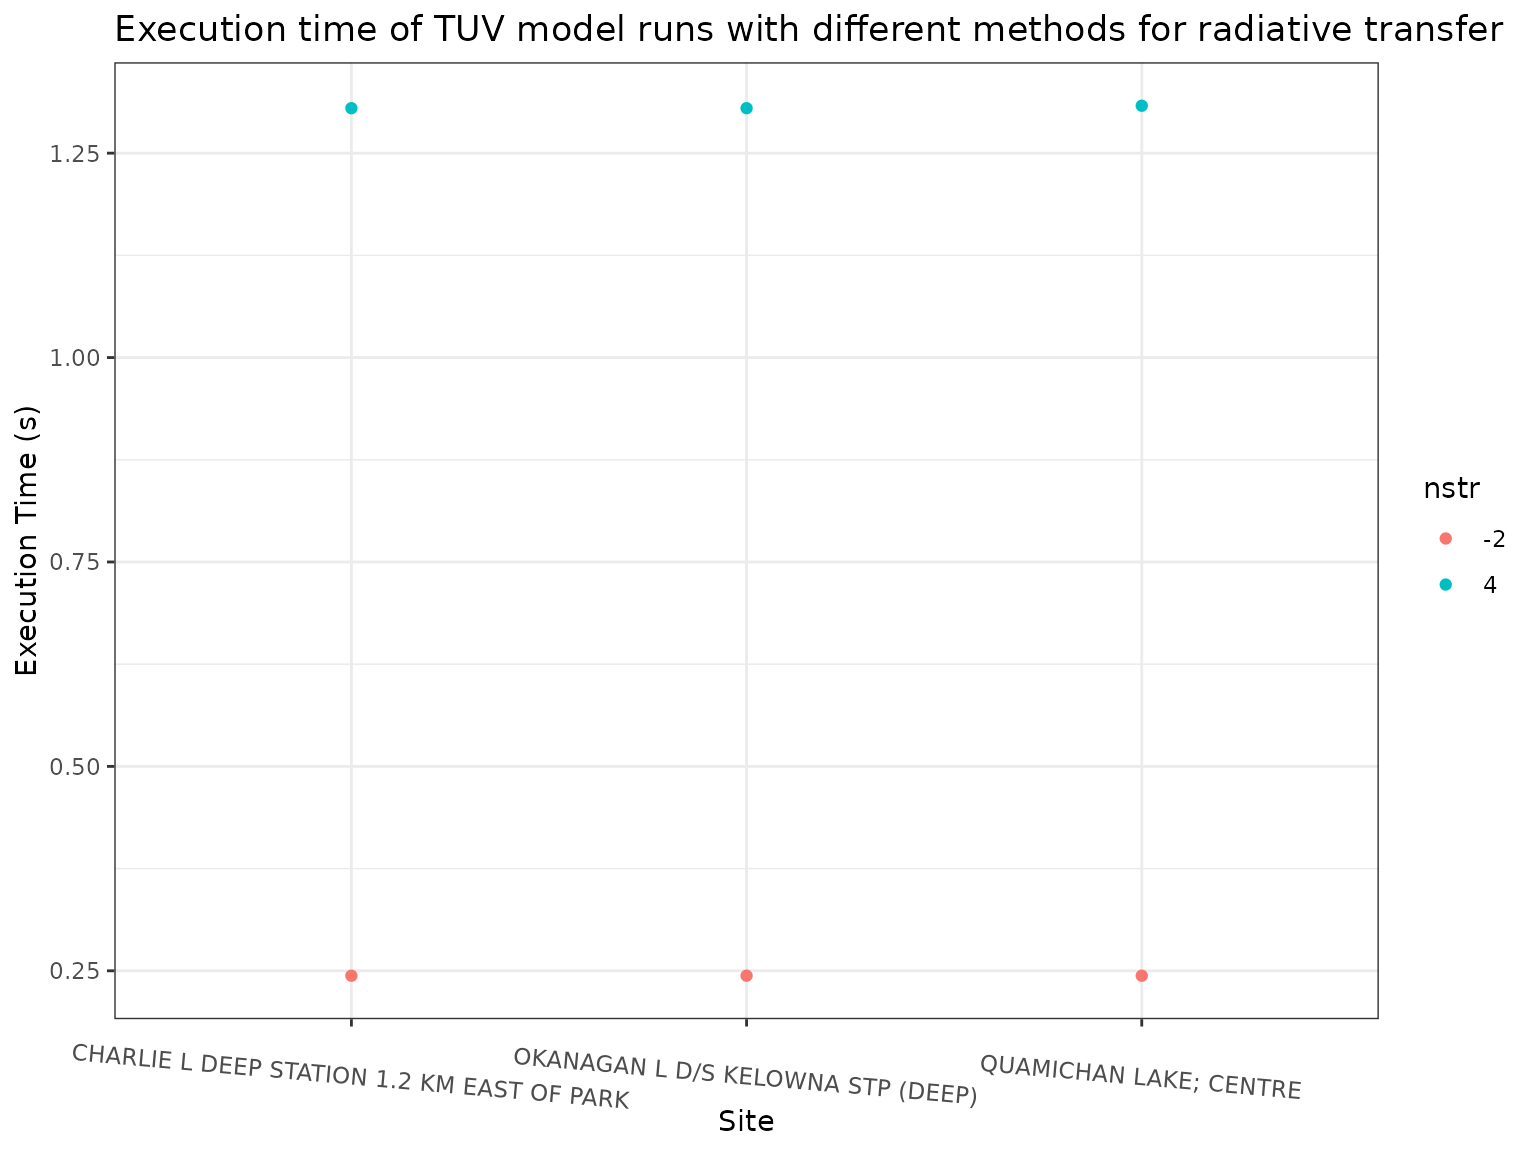 Execution time of TUV model runs with different methods for radiative transfer
Execution Time (s)
1.25
1.00
0.75
0.50
0.25
CHARLIE L DEEP STATION 1.2 KM EAST OF PARK
OKANAGAN L D/S KELOWNA STP (DEEP)
QUAMICHAN LAKE; CENTRE
Site
nstr
-2
4